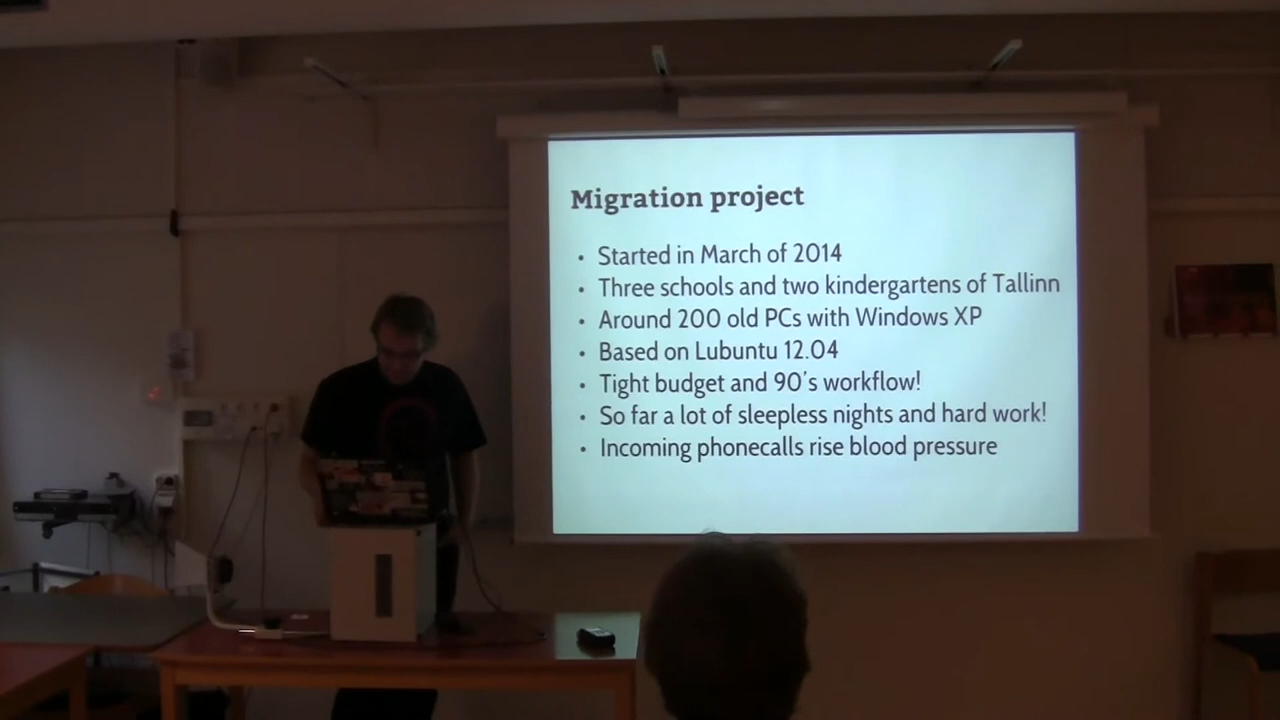 Migration project
• Started in March of 2014
• Three schools and two kindergartens of Tallinn
• Around 200 old PCs with Windows XP
• Based on Lubuntu 12.04
• Tight budget and 90's workflow!
• So far a lot of sleepless nights and hard work!
• Incoming phonecalls rise blood pressure